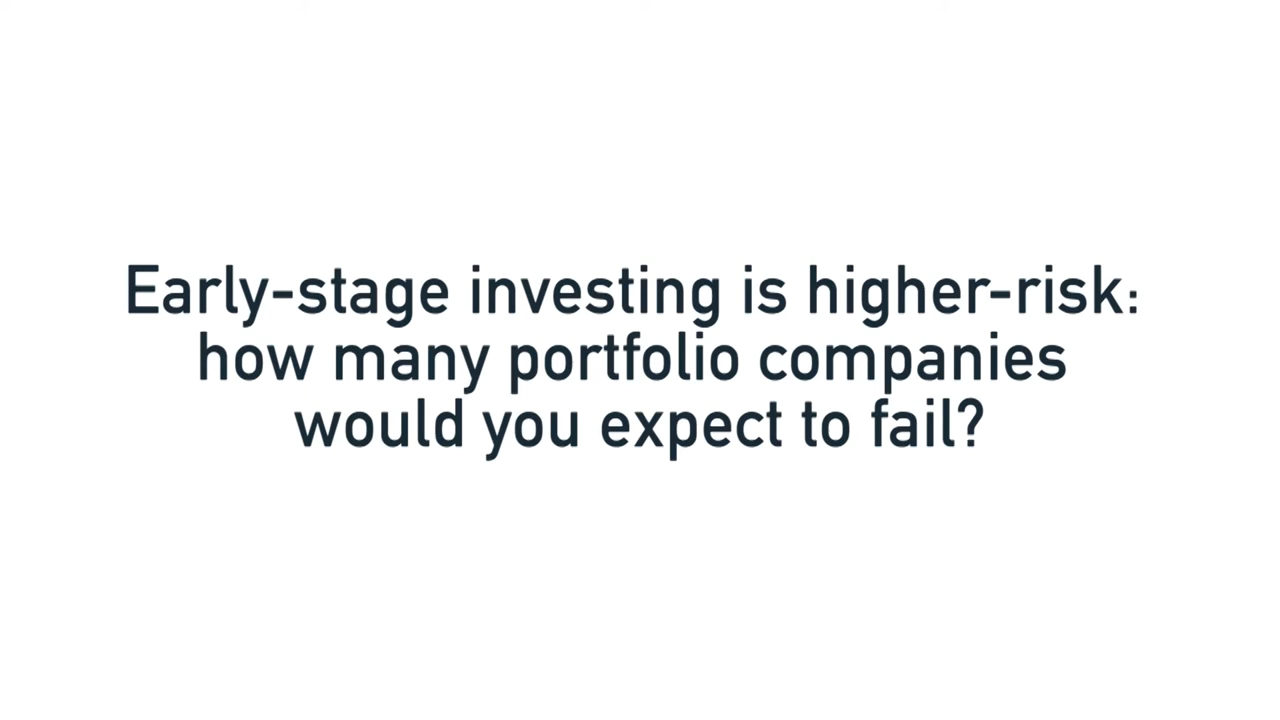 Early-stage investing is higher-risk:
how many portfolio companies
would you expect to fail?